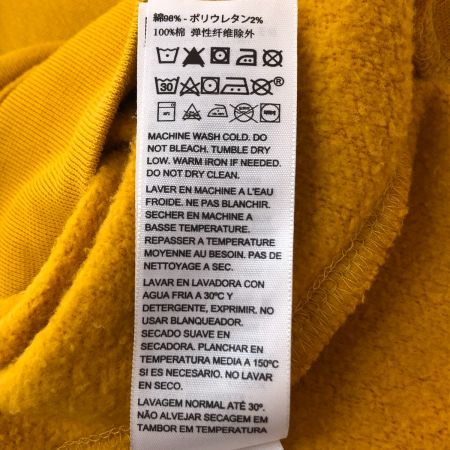 綿98% - ポリウレタン2%
100%棉 弹性纤维除外
30 ®
MACHINE WASH COLD. DO
NOT BLEACH. TUMBLE DRY
LOW. WARM IRON IF NEEDED.
DO NOT DRY CLEAN.
LAVER EN MACHINE A L'EAU
FROIDE. NE PAS BLANCHIR.
SECHER EN MACHINE A
BASSE TEMPERATURE.
REPASSER A TEMPERATURE
MOYENNE AU BESOIN. PAS DE
NETTOYAGE A SEC.
LAVAR EN LAVADORA CON
AGUA FRIA A 30ºC Y
DETERGENTE, EXPRIMIR. NO
USAR BLANQUEADOR.
SECADO SUAVE EN
SECADORA. PLANCHAR EN
TEMPERATURA MEDIA A 150ºC
SI ES NECESARIO. NO LAVAR
EN SECO.
LAVAGEM NORMAL ATÉ 30º.
NÃO ALVEJAR SECAGEM EM
TAMBOR EM TEMPERATURA